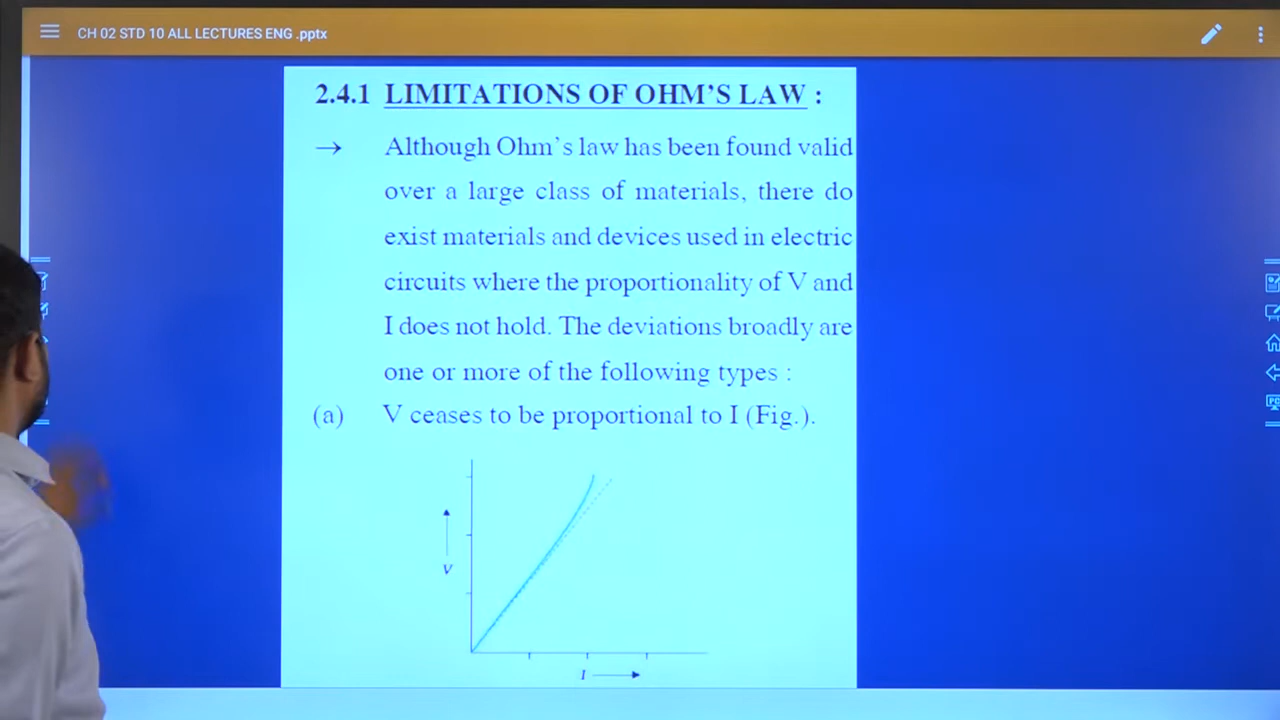 CH 02 STD 10 ALL LECTURES ENG .pptx
2.4.1 LIMITATIONS OF OHM'S LAW :
→ Although Ohm's law has been found valid
over a large class of materials, there do
exist materials and devices used in electric
circuits where the proportionality of V and
I does not hold. The deviations broadly are
one or more of the following types :
(a) V ceases to be proportional to I (Fig.).
V
I